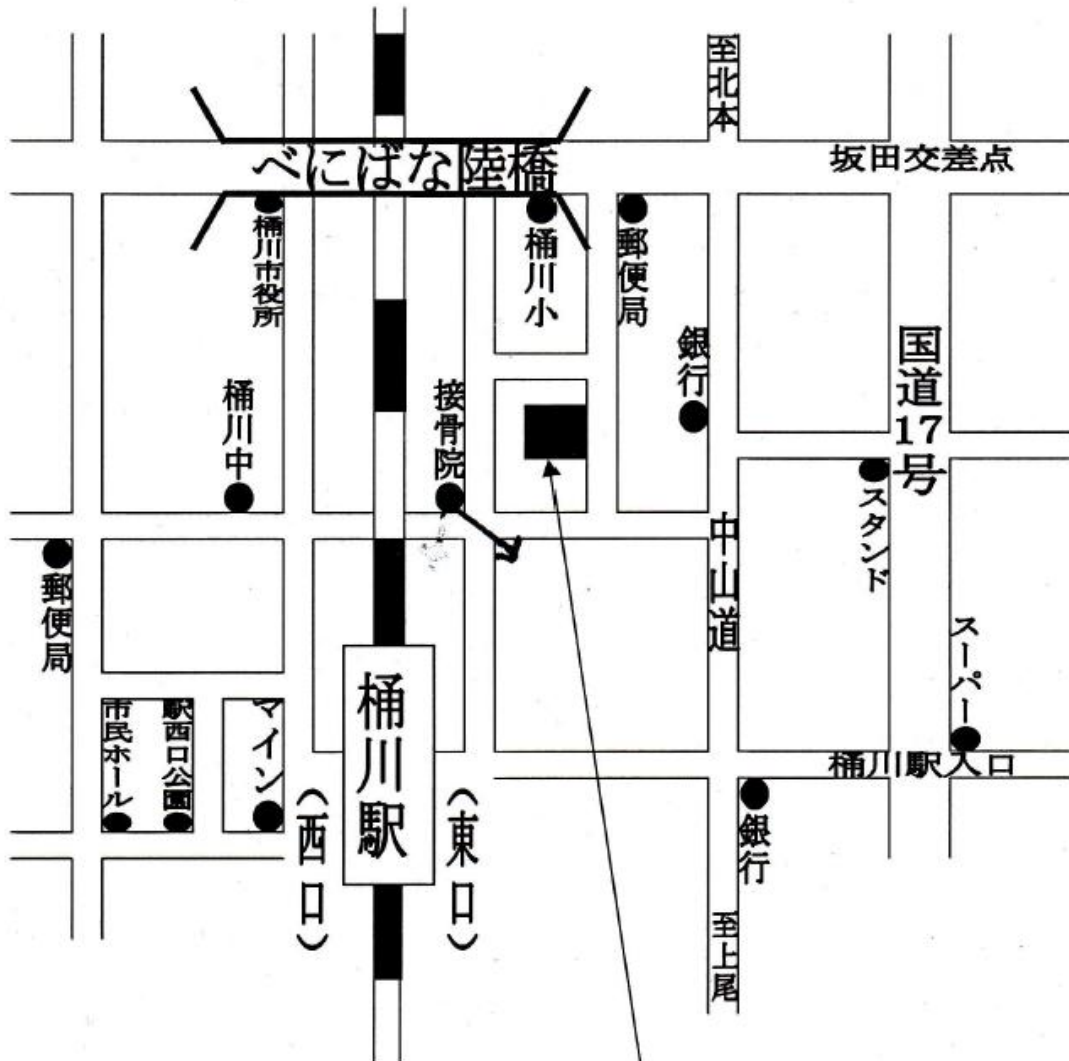 至北本
べにばな陸橋
坂田交差点
桶川市役所
桶川小
郵便局
銀行
国道17号
桶川中
接骨院
スタンド
中山道
郵便局
スーパー
市民ホール
駅西口公園
マイン
桶川駅
(西口)
(東口)
桶川駅入口
銀行
至上尾